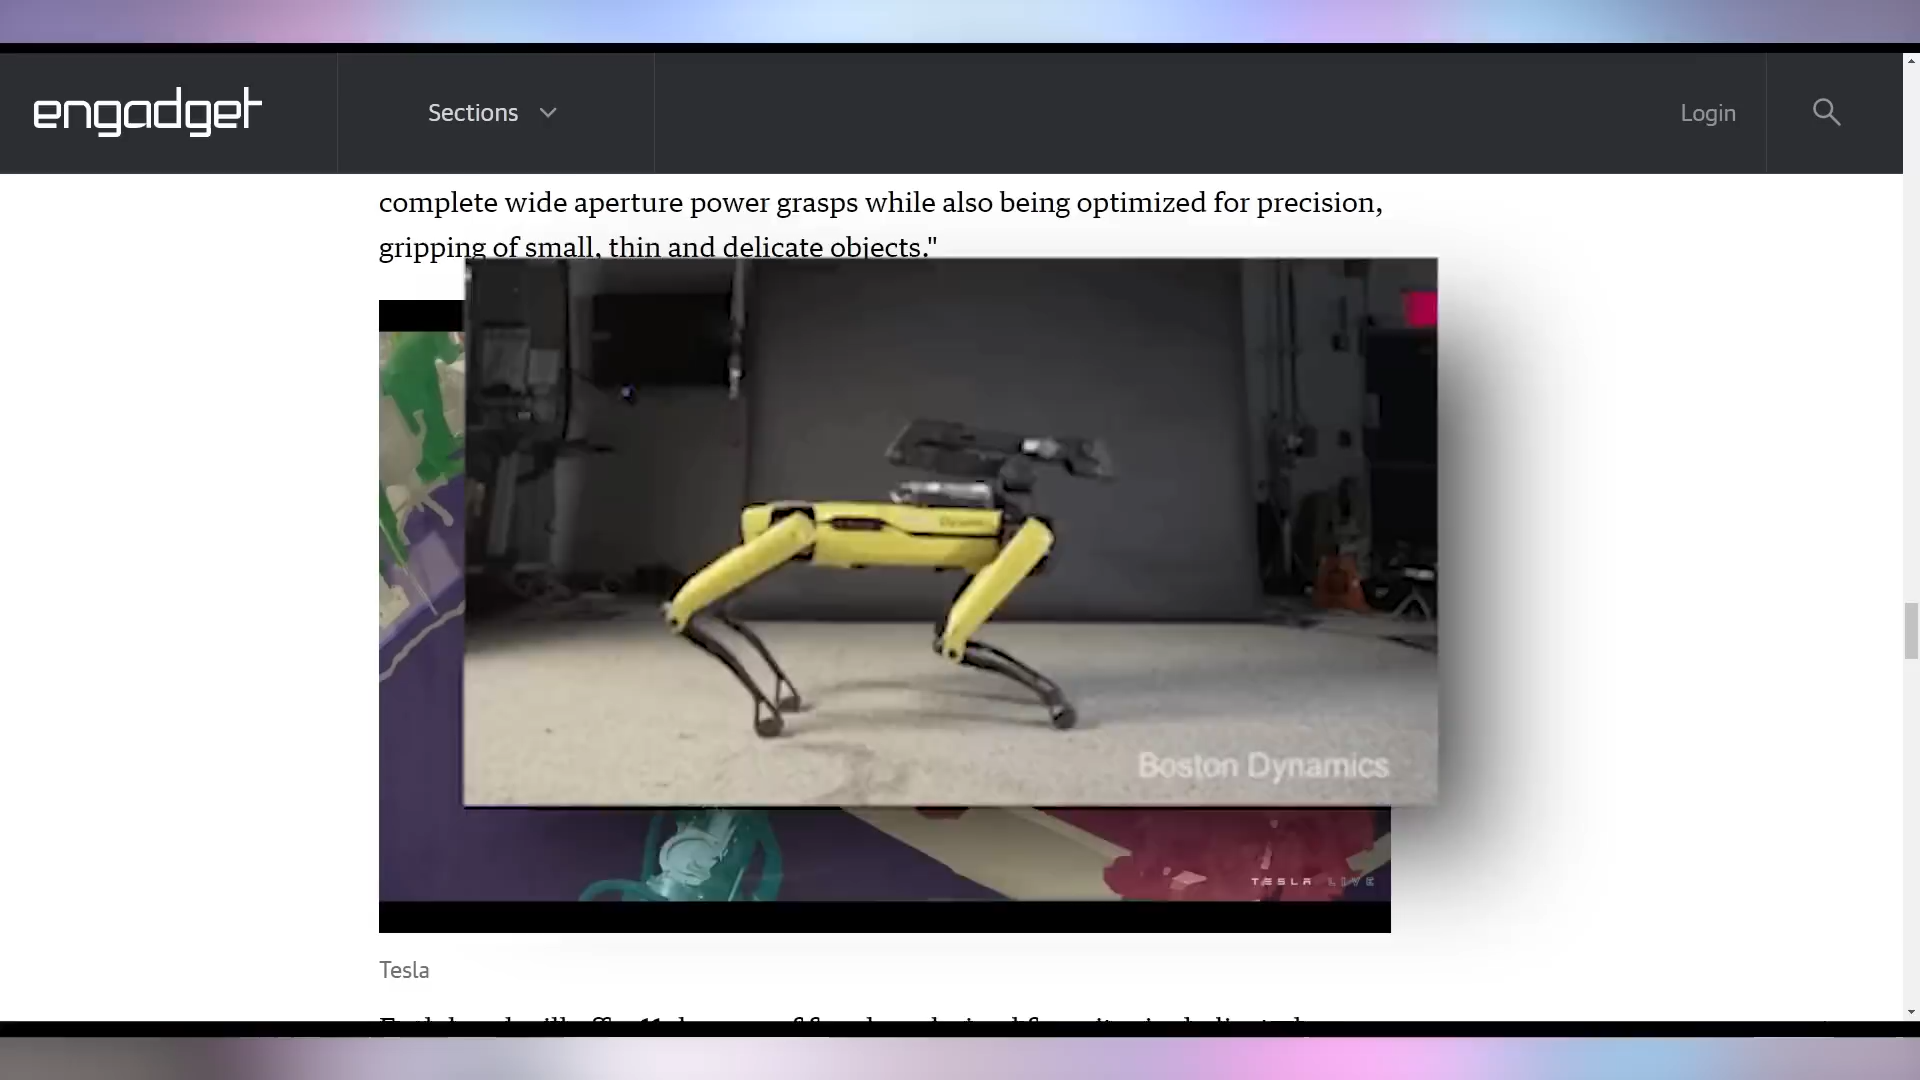 engadget
Sections
Login
complete wide aperture power grasps while also being optimized for precision,
gripping of small, thin and delicate objects."
Boston Dynamics
TESLA LIVE
Tesla